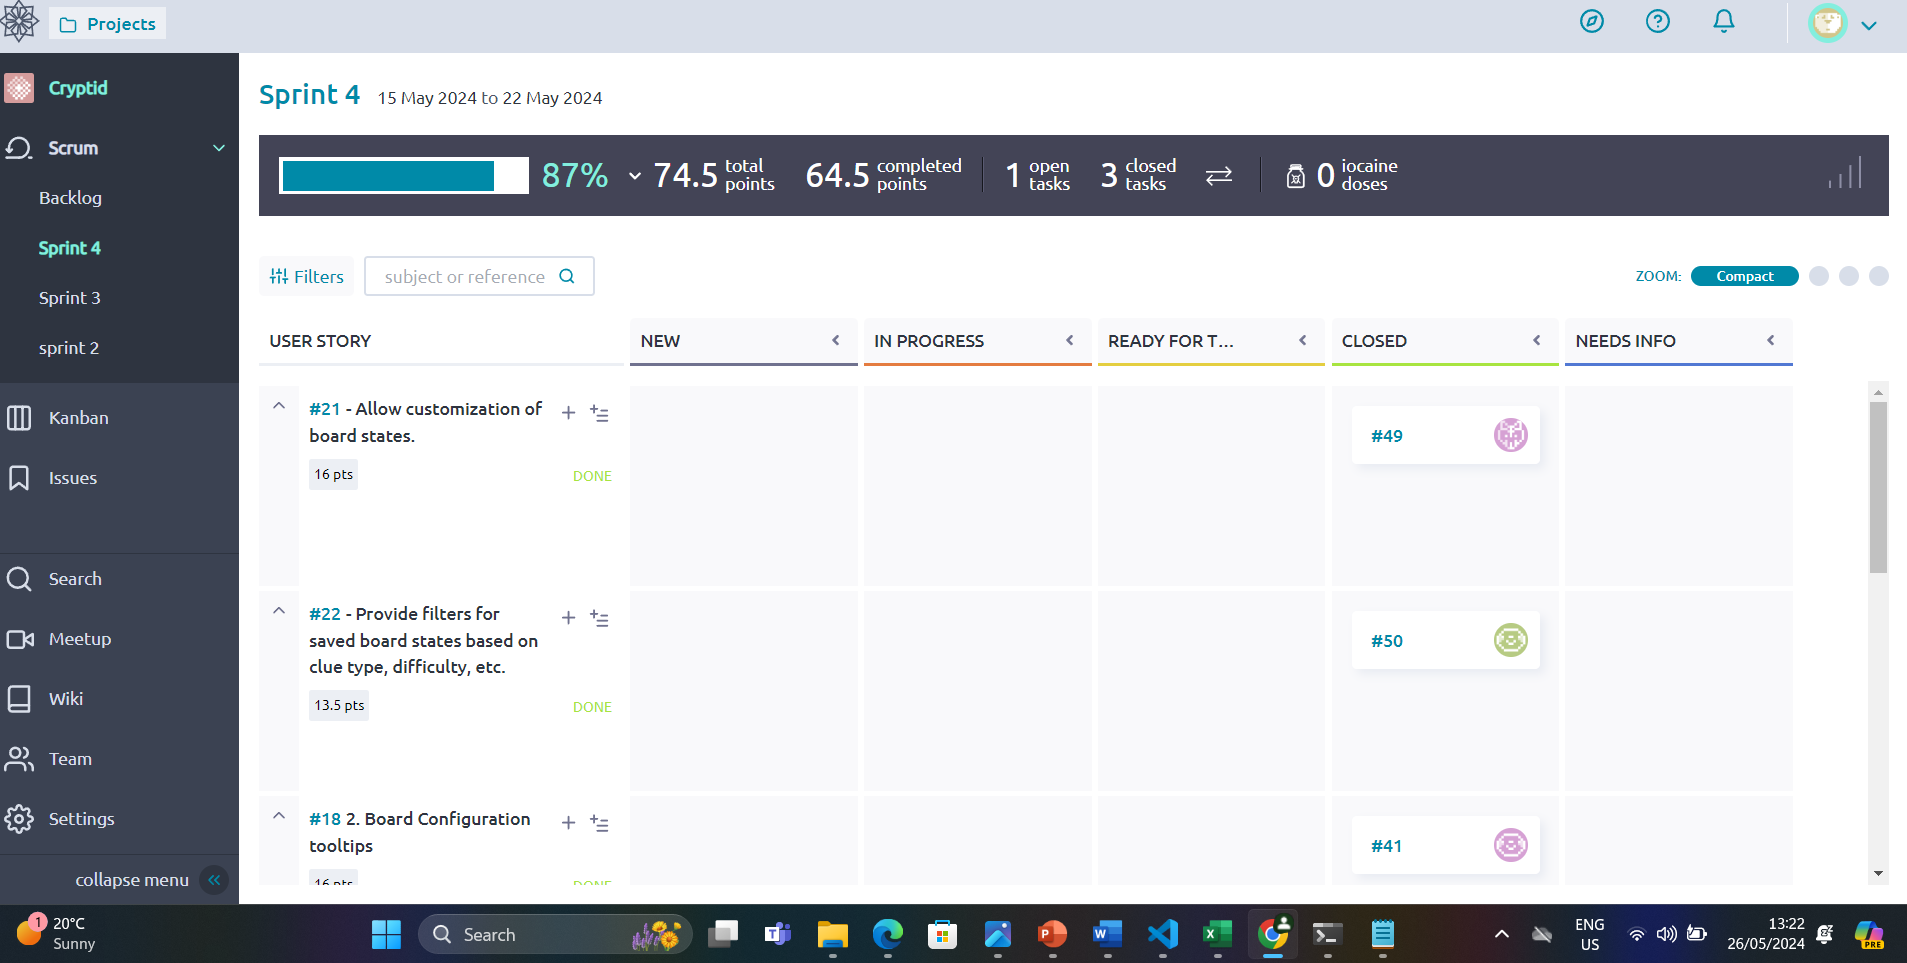 Projects
Cryptid
Scrum
Backlog
Sprint 4
Sprint 3
sprint 2
Kanban
Issues
Search
Meetup
Wiki
Team
Settings
collapse menu
Sprint 4 15 May 2024 to 22 May 2024
87% 74.5 total points 64.5 completed points 1 open tasks 3 closed tasks 0 iocaine doses
Filters subject or reference ZOOM: Compact
USER STORY NEW IN PROGRESS READY FOR T... CLOSED NEEDS INFO
#21 - Allow customization of
board states.
16 pts DONE
#49
#22 - Provide filters for
saved board states based on
clue type, difficulty, etc.
13.5 pts DONE
#50
#18 2. Board Configuration
tooltips
16 pts DONE
#41
1 20°C
Sunny
Search
ENG
US
13:22
26/05/2024
PRE